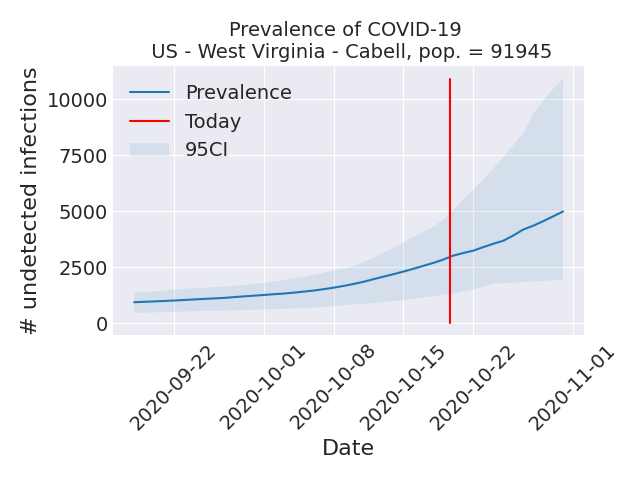 Prevalence of COVID-19
US - West Virginia - Cabell, pop. = 91945
# undetected infections
10000
7500
5000
2500
0
Prevalence
Today
95CI
2020-09-22
2020-10-01
2020-10-08
2020-10-15
2020-10-22
2020-11-01
Date